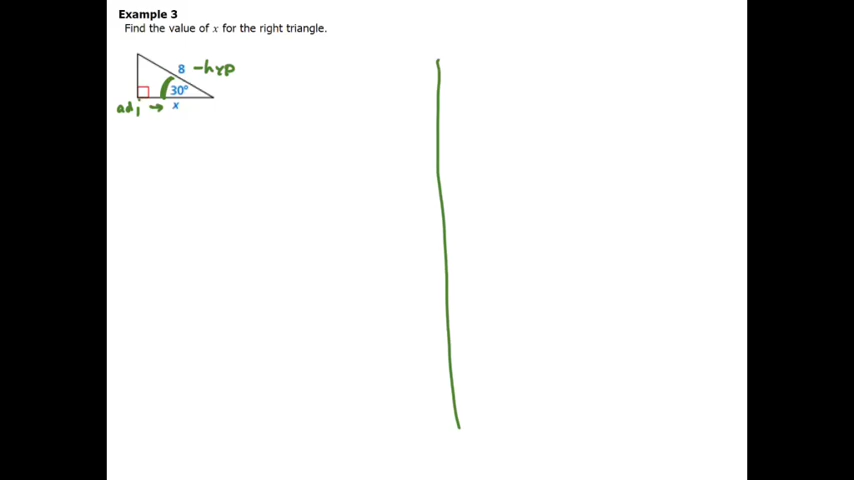 Example 3
Find the value of x for the right triangle.
8 -hyp
30°
adj → x